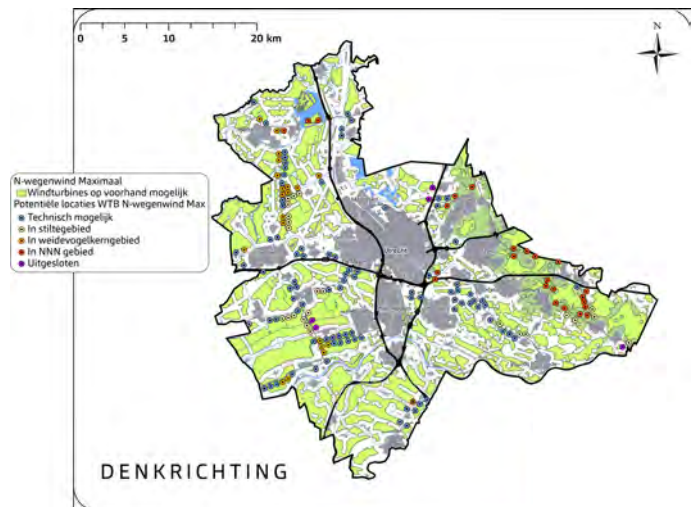 0 5 10 20 km
N
N-wegenwind Maximaal
Windturbines op voorhand mogelijk
Potentiële locaties WTB N-wegenwind Max
Technisch mogelijk
In stiltegebied
In weidevogelkerngebied
In NNN gebied
Uitgesloten
Utrecht
DENKRICHTING